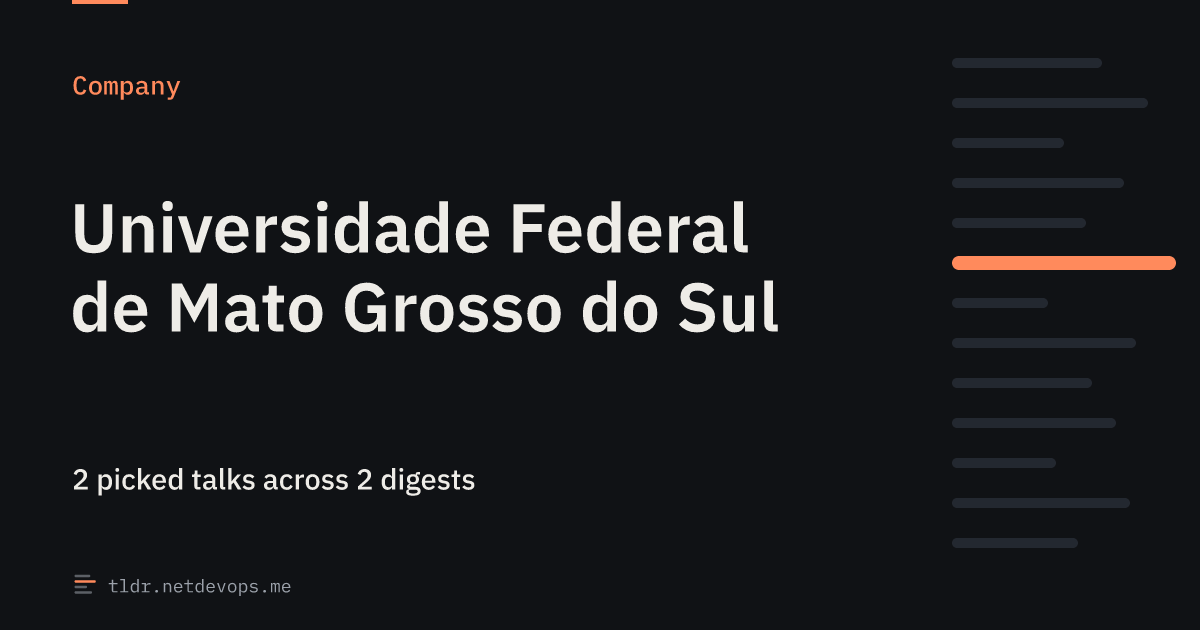 Company
Universidade Federal
de Mato Grosso do Sul
2 picked talks across 2 digests
tldr.netdevops.me